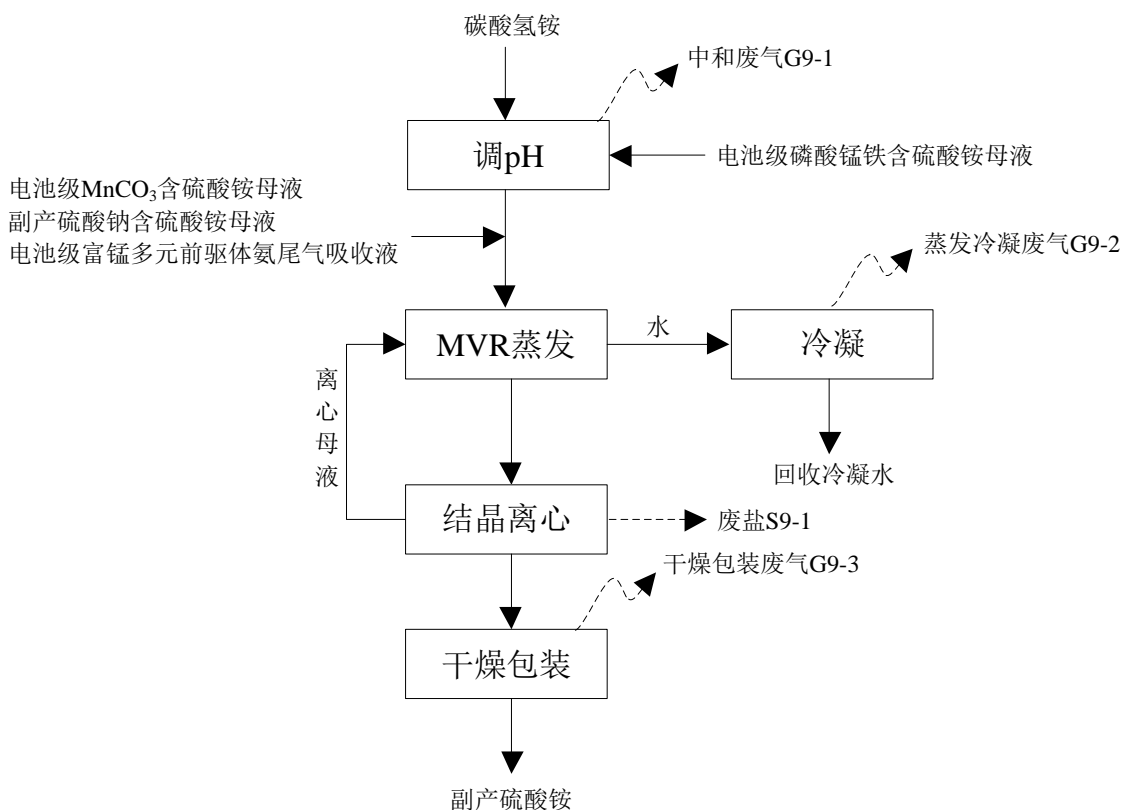 碳酸氢铵
中和废气G9-1
调pH
电池级磷酸锰铁含硫酸铵母液
电池级MnCO₃含硫酸铵母液
副产硫酸钠含硫酸铵母液
电池级富锰多元前驱体氨尾气吸收液
蒸发冷凝废气G9-2
MVR蒸发
水
冷凝
离心母液
回收冷凝水
结晶离心
废盐S9-1
干燥包装废气G9-3
干燥包装
副产硫酸铵